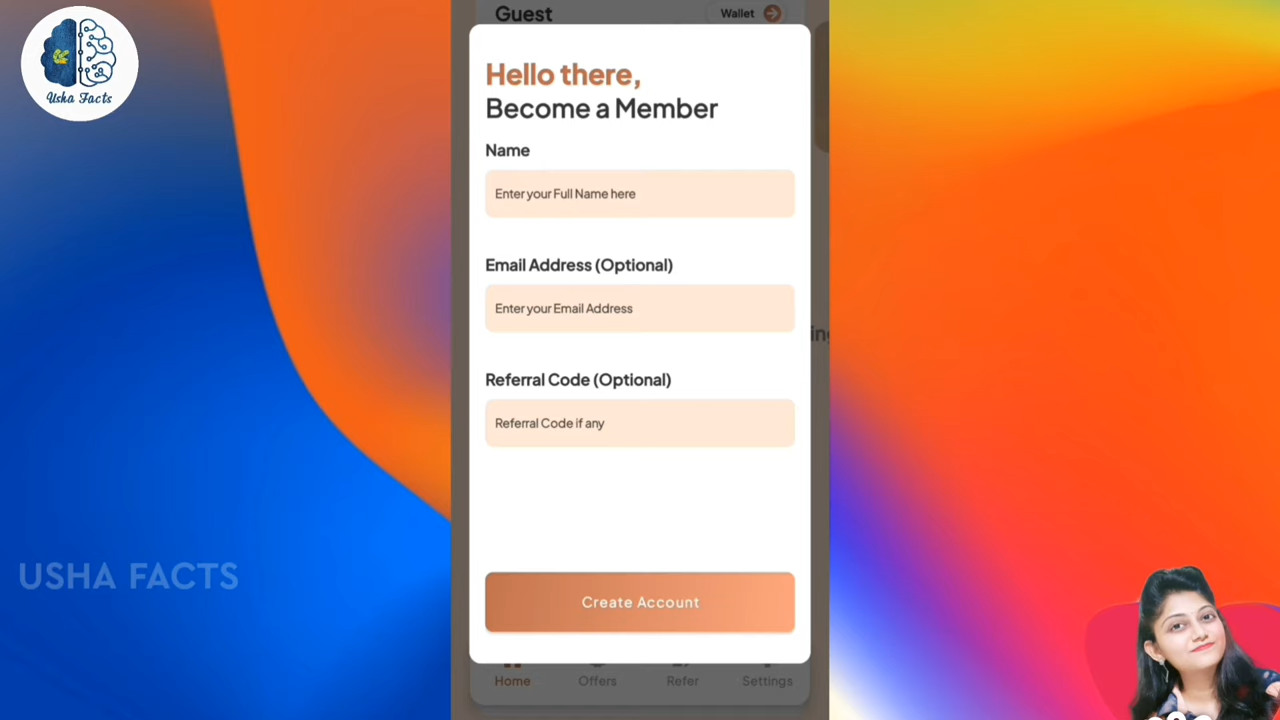 Usha Facts
Guest
Wallet
Hello there,
Become a Member
Name
Enter your Full Name here
Email Address (Optional)
Enter your Email Address
Referral Code (Optional)
Referral Code if any
Create Account
Home
Offers
Refer
Settings
USHA FACTS